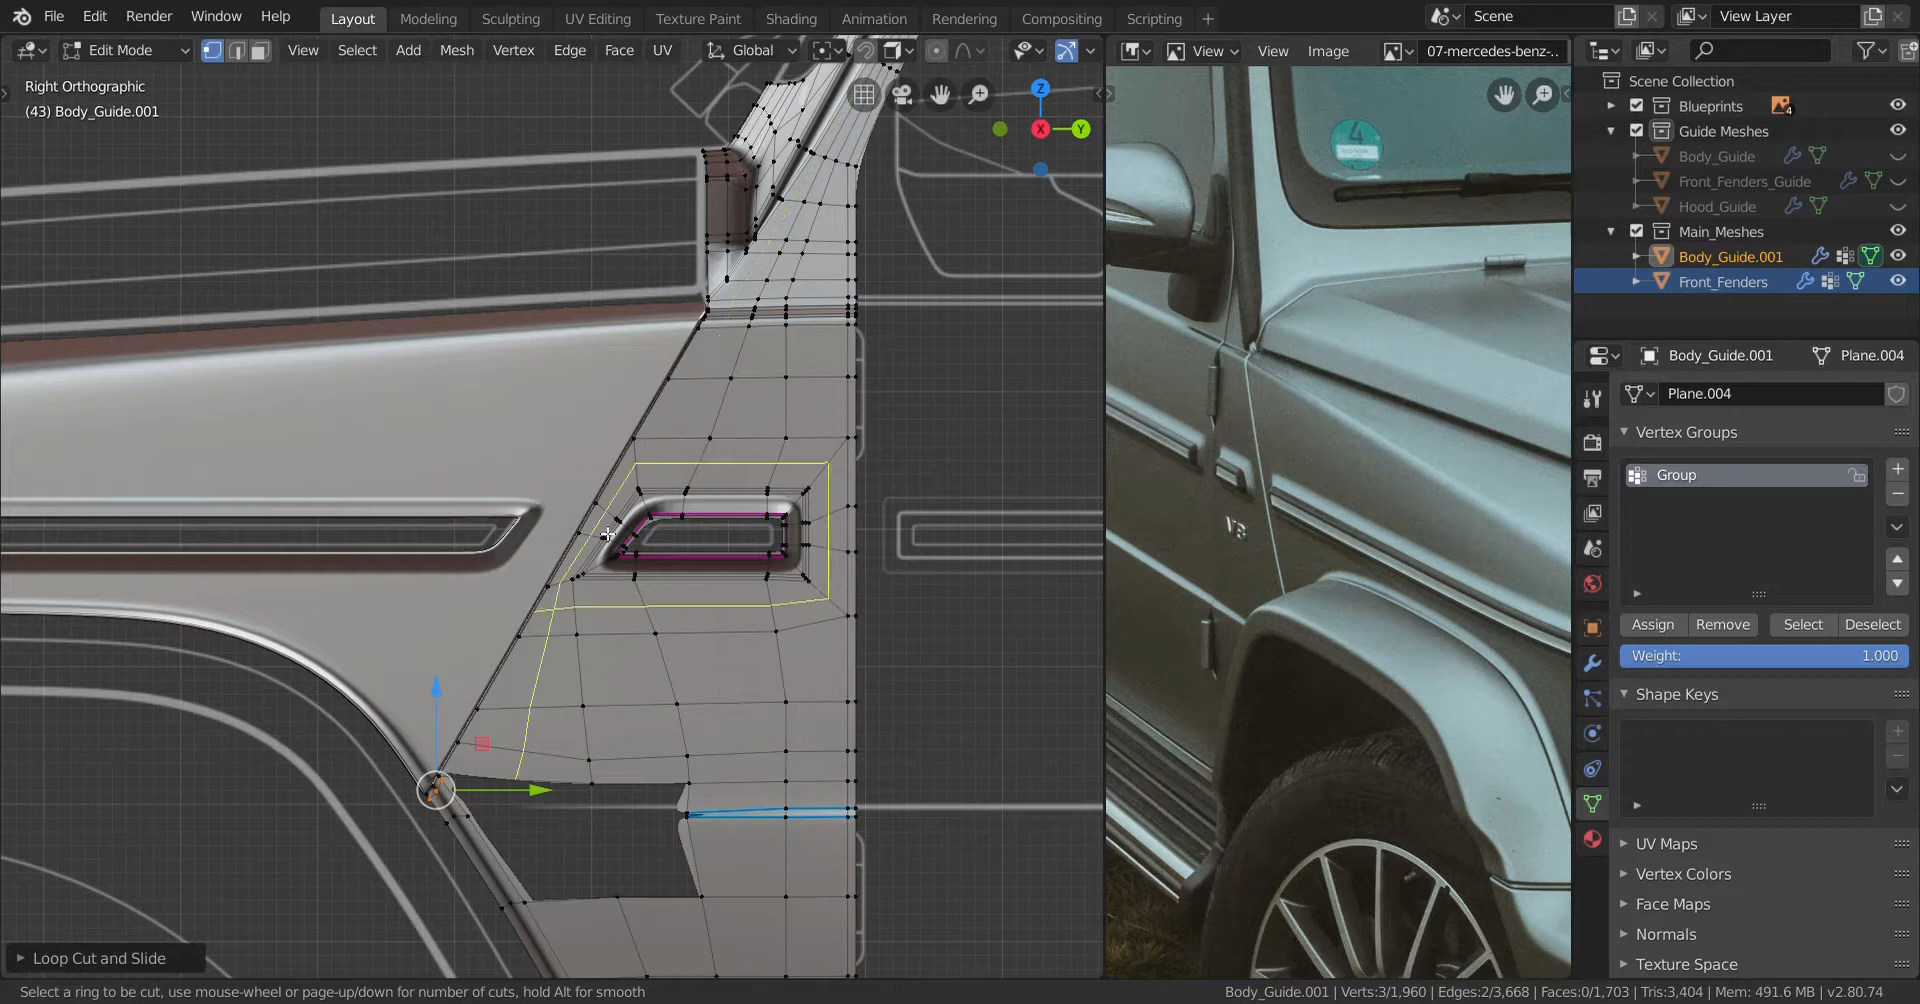 File Edit Render Window Help Layout Modeling Sculpting UV Editing Texture Paint Shading Animation Rendering Compositing Scripting + Scene View Layer
Edit Mode View Select Add Mesh Vertex Edge Face UV Global View View Image 07-mercedes-benz-..
Right Orthographic
(43) Body_Guide.001
Z
X
Y
4
V8
Scene Collection
Blueprints 4
Guide Meshes
Body_Guide
Front_Fenders_Guide
Hood_Guide
Main_Meshes
Body_Guide.001
Front_Fenders
Body_Guide.001 Plane.004
Plane.004
Vertex Groups
Group
Assign Remove Select Deselect
Weight: 1.000
Shape Keys
UV Maps
Vertex Colors
Face Maps
Normals
Texture Space
Loop Cut and Slide
Select a ring to be cut, use mouse-wheel or page-up/down for number of cuts, hold Alt for smooth
Body_Guide.001 | Verts:3/1,960 | Edges:2/3,668 | Faces:0/1,703 | Tris:3,404 | Mem: 491.6 MB | v2.80.74